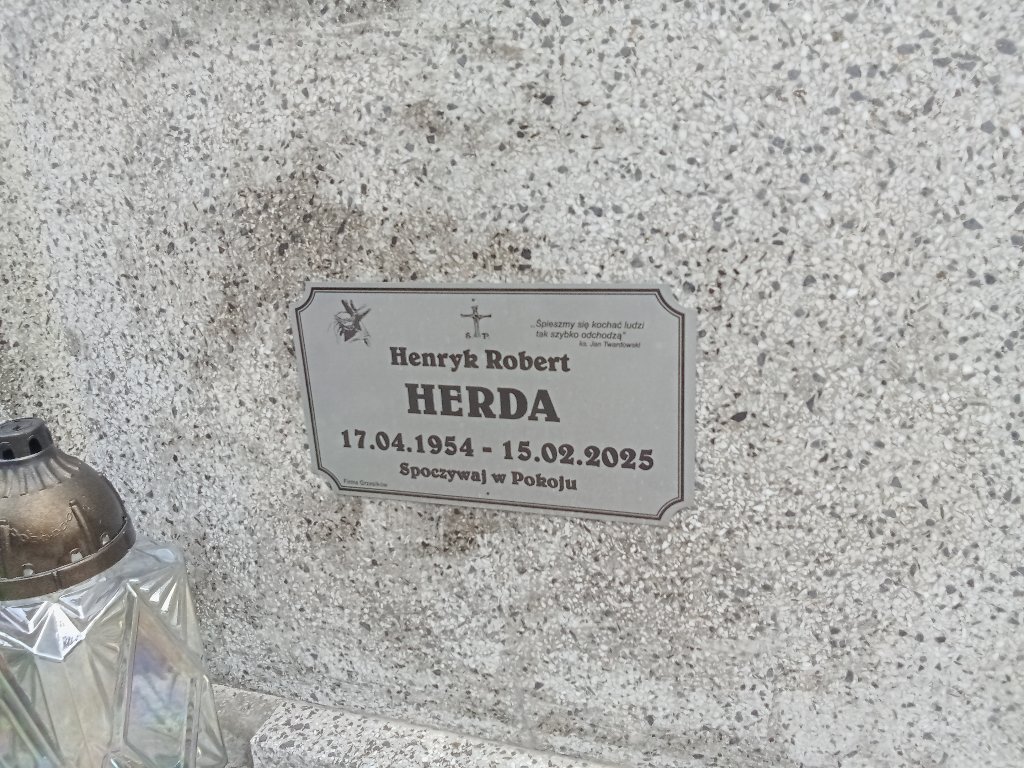 Ś. P.
„Śpieszmy się kochać ludzi
tak szybko odchodzą"
ks. Jan Twardowski
Henryk Robert
HERDA
17.04.1954 - 15.02.2025
Spoczywaj w Pokoju